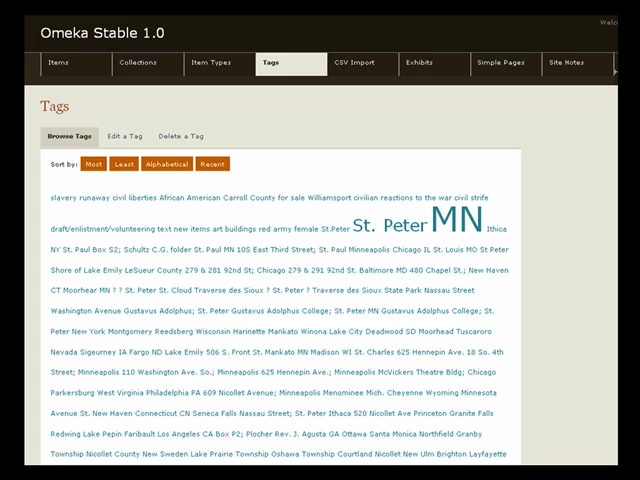 Welco
Omeka Stable 1.0
Items Collections Item Types Tags CSV Import Exhibits Simple Pages Site Notes
Tags
Browse Tags Edit a Tag Delete a Tag
Sort by: Most Least Alphabetical Recent
slavery runaway civil liberties African American Carroll County for sale Williamsport civilian reactions to the war civil strife
draft/enlistment/volunteering text new items art buildings red army female St.Peter St. Peter MN Ithica
NY St. Paul Box S2; Schultz C.G. folder St. Paul MN 10S East Third Street; St. Paul Minneapolis Chicago IL St. Louis MO St Peter
Shore of Lake Emily LeSueur County 279 & 281 92nd St; Chicago 279 & 291 92nd St. Baltimore MD 480 Chapel St.; New Haven
CT Moorhear MN ? ? St. Peter St. Cloud Traverse des Sioux ? St. Peter ? Traverse des Sioux State Park Nassau Street
Washington Avenue Gustavus Adolphus; St. Peter Gustavus Adolphus College; St. Peter MN Gustavus Adolphus College; St.
Peter New York Montgomery Reedsberg Wisconsin Harinette Mankato Winona Lake City Deadwood SD Moorhead Tuscaroro
Nevada Sigeurney IA Fargo ND Lake Emily 506 S. Front St. Mankato MN Madison WI St. Charles 625 Hennepin Ave. 18 So. 4th
Street; Minneapolis 110 Washington Ave. So.; Minneapolis 625 Hennepin Ave.; Minneapolis McVickers Theatre Bldg; Chicago
Parkersburg West Virginia Philadelphia PA 609 Nicollet Avenue; Minneapolis Menominee Mich. Cheyenne Wyoming Minnesota
Avenue St. New Haven Connecticut CN Seneca Falls Nassau Street; St. Peter Ithaca 520 Nicollet Ave Princeton Granite Falls
Redwing Lake Pepin Faribault Los Angeles CA Box P2; Plocher Rev. J. Agusta GA Ottawa Santa Monica Northfield Granby
Township Nicollet County New Sweden Lake Prairie Township Oshawa Township Courtland Nicollet New Ulm Brighton Layfayette